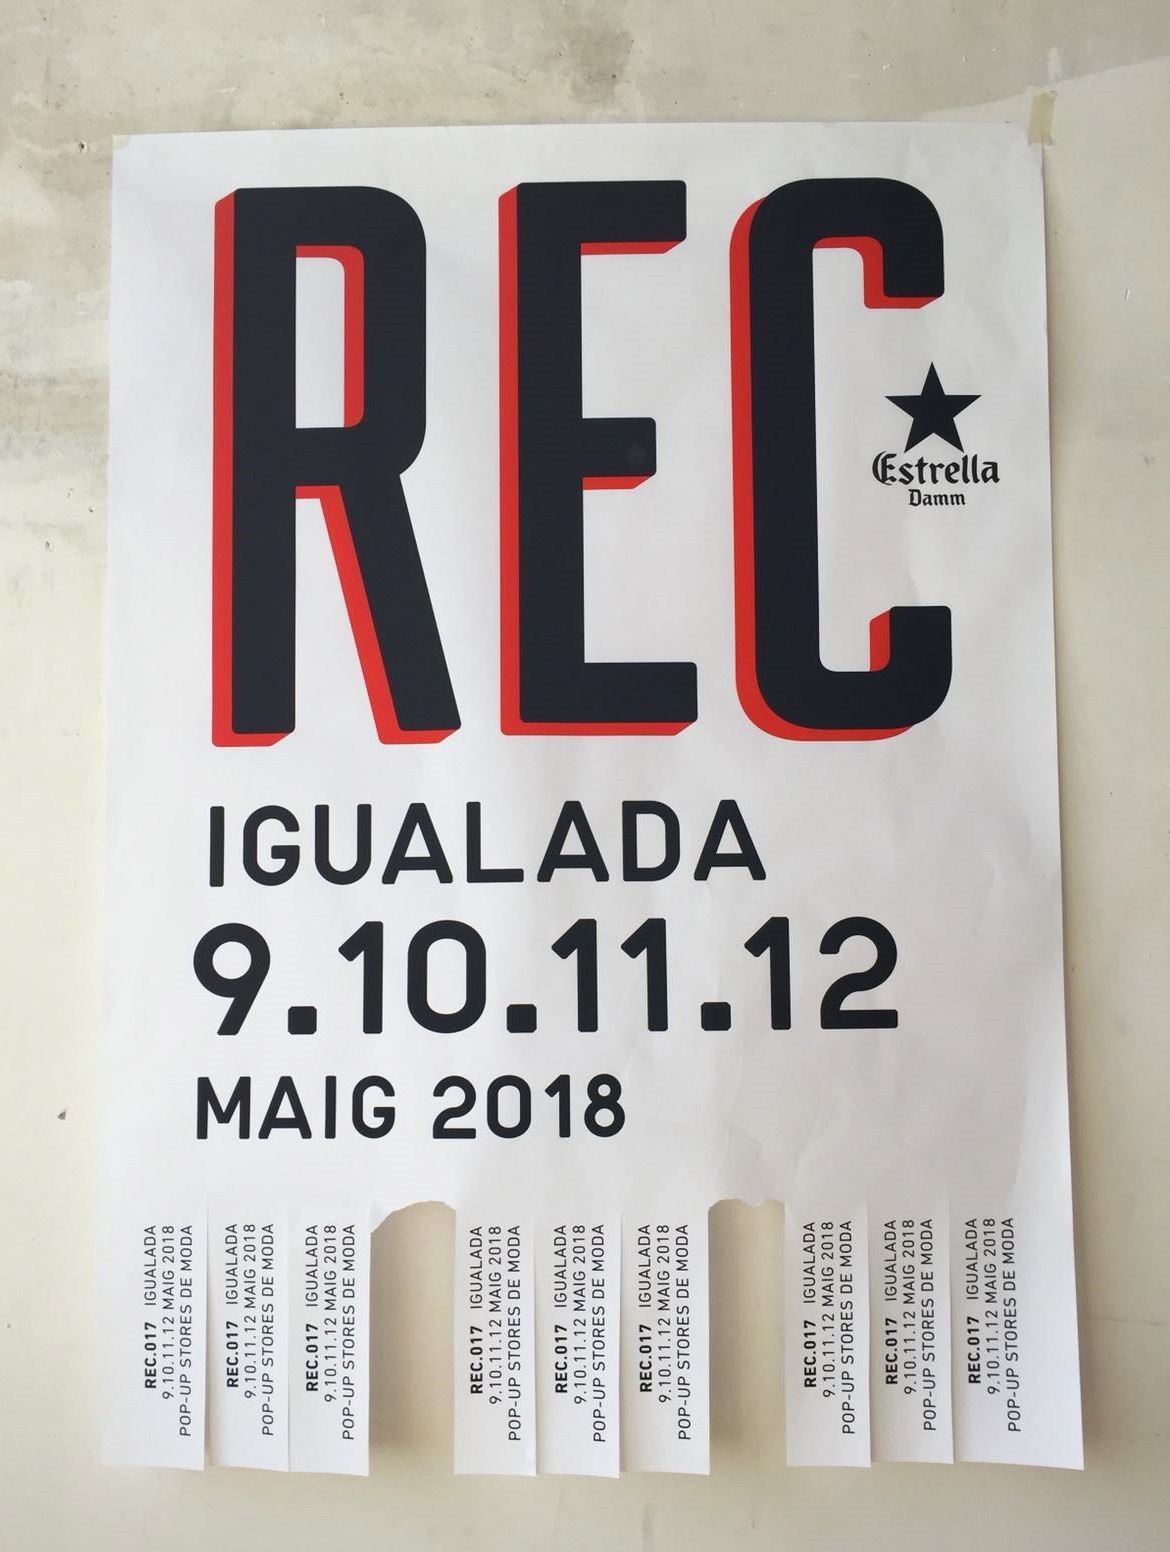 REC
Estrella
Damm
IGUALADA
9.10.11.12
MAIG 2018
REC.017 IGUALADA
9.10.11.12 MAIG 2018
POP-UP STORES DE MODA
REC.017 IGUALADA
9.10.11.12 MAIG 2018
POP-UP STORES DE MODA
REC.017 IGUALADA
9.10.11.12 MAIG 2018
POP-UP STORES DE MODA
REC.017 IGUALADA
9.10.11.12 MAIG 2018
POP-UP STORES DE MODA
REC.017 IGUALADA
9.10.11.12 MAIG 2018
POP-UP STORES DE MODA
REC.017 IGUALADA
9.10.11.12 MAIG 2018
POP-UP STORES DE MODA
REC.017 IGUALADA
9.10.11.12 MAIG 2018
POP-UP STORES DE MODA
REC.017 IGUALADA
9.10.11.12 MAIG 2018
POP-UP STORES DE MODA
REC.017 IGUALADA
9.10.11.12 MAIG 2018
POP-UP STORES DE MODA